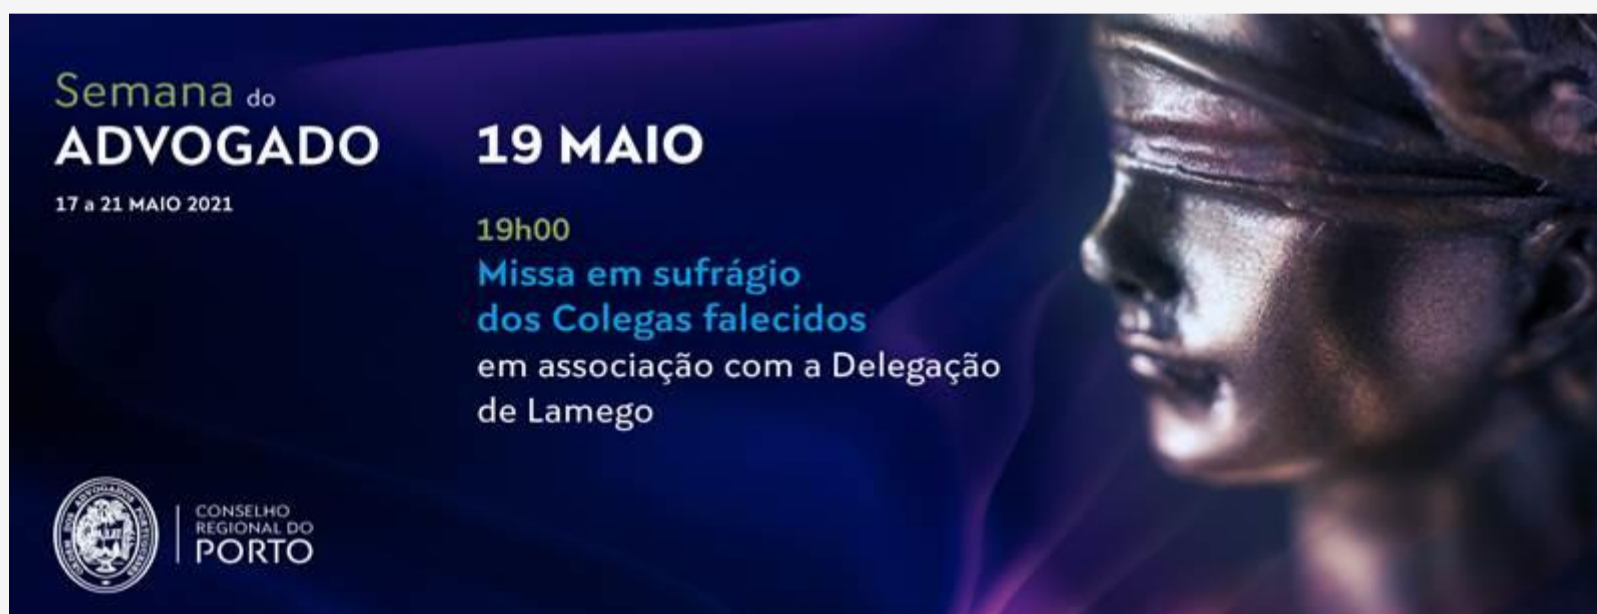 Semana do
ADVOGADO
17 a 21 MAIO 2021
19 MAIO
19h00
Missa em sufrágio
dos Colegas falecidos
em associação com a Delegação
de Lamego
CONSELHO
REGIONAL DO
PORTO